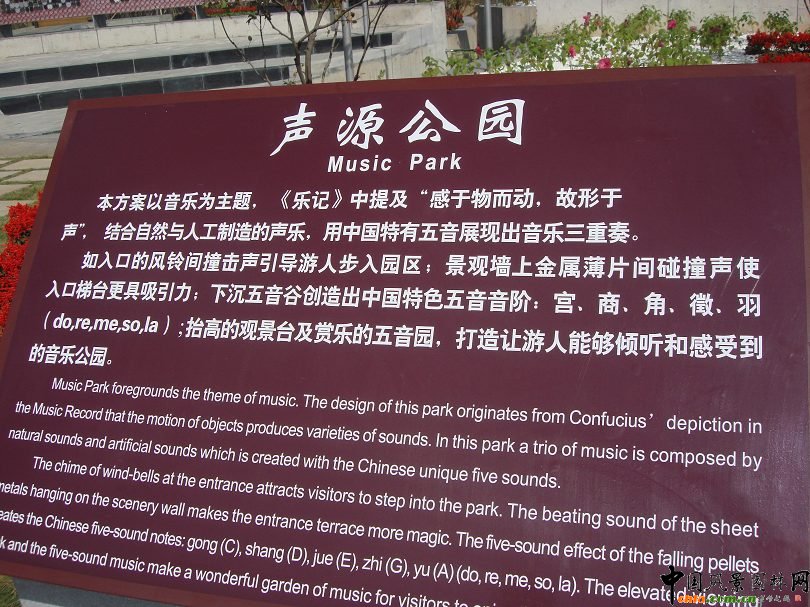 声源公园
Music Park
本方案以音乐为主题，《乐记》中提及“感于物而动，故形于
声”，结合自然与人工制造的声乐，用中国特有五音展现出音乐三重奏。
如入口的风铃间撞击声引导游人步入园区；景观墙上金属薄片间碰撞声使
入口梯台更具吸引力；下沉五音谷创造出中国特色五音音阶：宫、商、角、徵、羽
（do,re,me,so,la）;抬高的观景台及赏乐的五音园，打造让游人能够倾听和感受到
的音乐公园。
Music Park foregrounds the theme of music. The design of this park originates from Confucius’ depiction in
the Music Record that the motion of objects produces varieties of sounds. In this park a trio of music is composed by
natural sounds and artificial sounds which is created with the Chinese unique five sounds.
The chime of wind-bells at the entrance attracts visitors to step into the park. The beating sound of the sheet
metals hanging on the scenery wall makes the entrance terrace more magic. The five-sound effect of the falling pellets
eates the Chinese five-sound notes: gong (C), shang (D), jue (E), zhi (G), yu (A) (do, re, me, so, la). The elevated
k and the five-sound music make a wonderful garden of music for visitors to
中国风景园林网